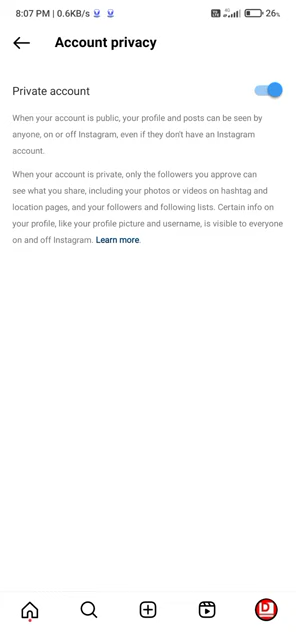 8:07 PM | 0.6KB/s 4G 26%
Account privacy
Private account
When your account is public, your profile and posts can be seen by
anyone, on or off Instagram, even if they don't have an Instagram
account.
When your account is private, only the followers you approve can
see what you share, including your photos or videos on hashtag and
location pages, and your followers and following lists. Certain info on
your profile, like your profile picture and username, is visible to everyone
on and off Instagram. Learn more.
D